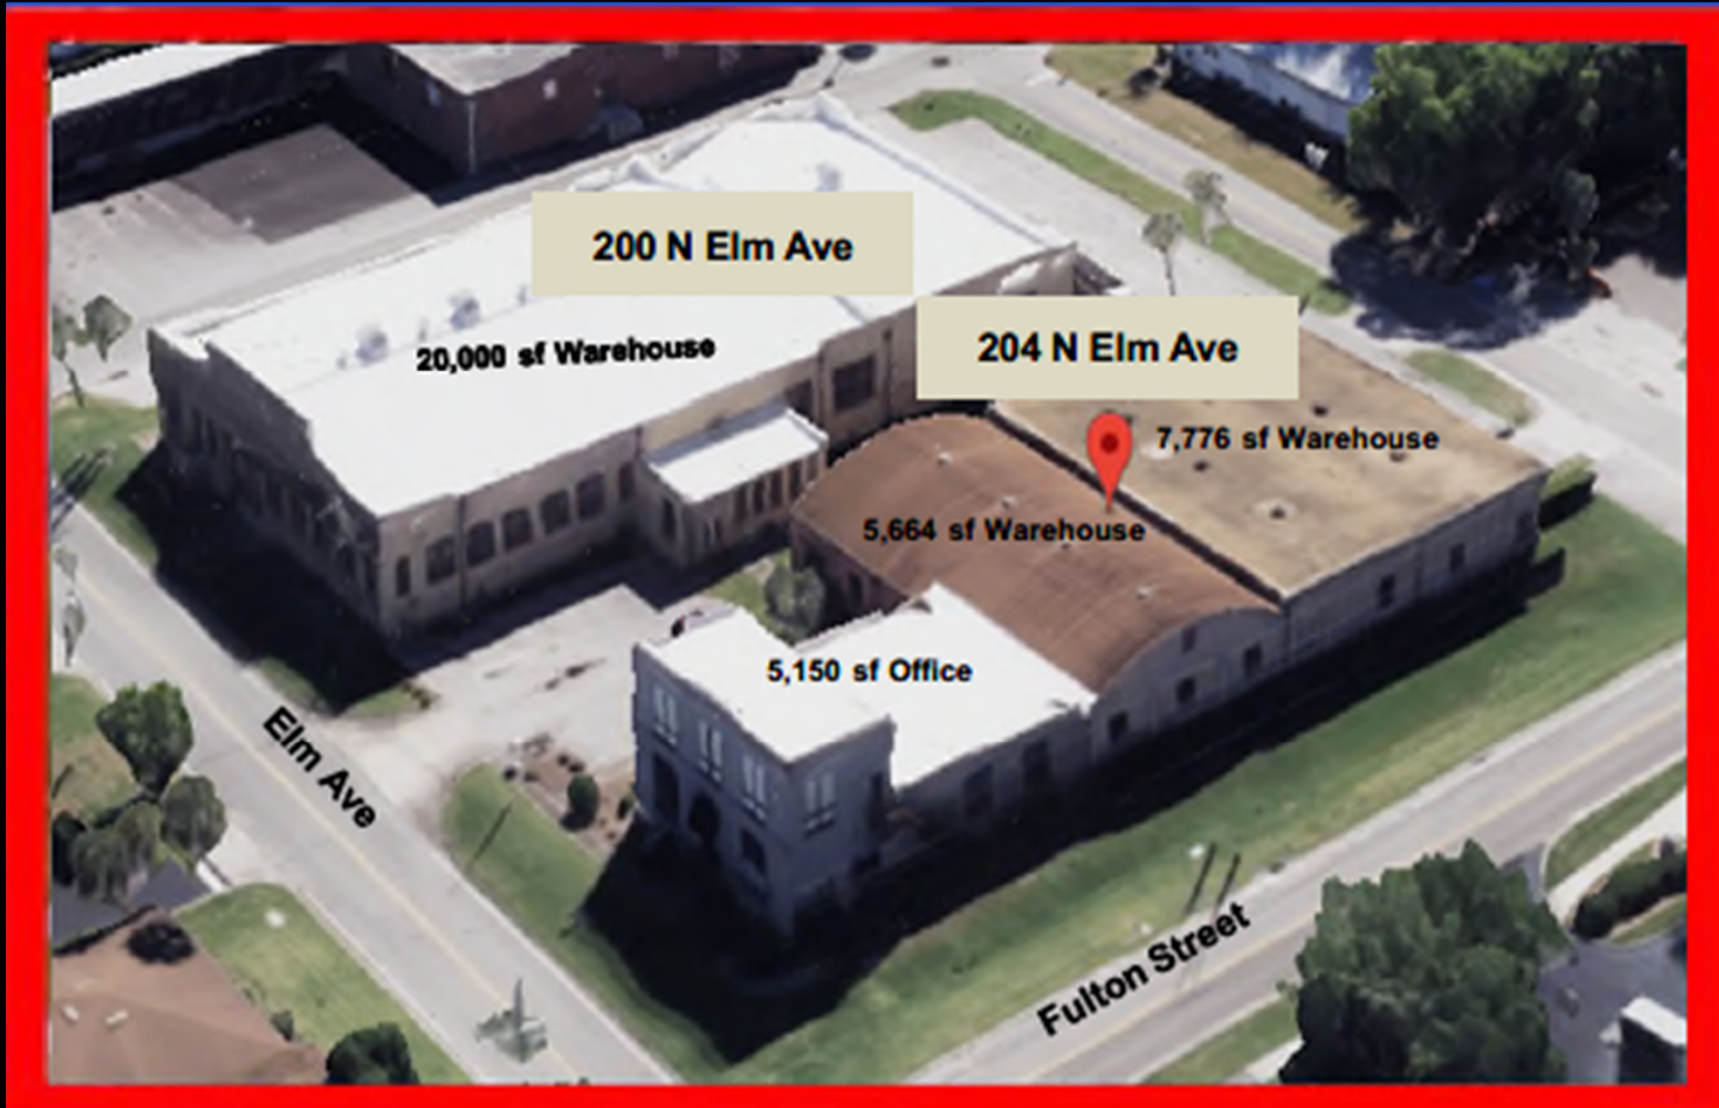 200 N Elm Ave
204 N Elm Ave
20,000 sf Warehouse
7,776 sf Warehouse
5,664 sf Warehouse
5,150 sf Office
Elm Ave
Fulton Street